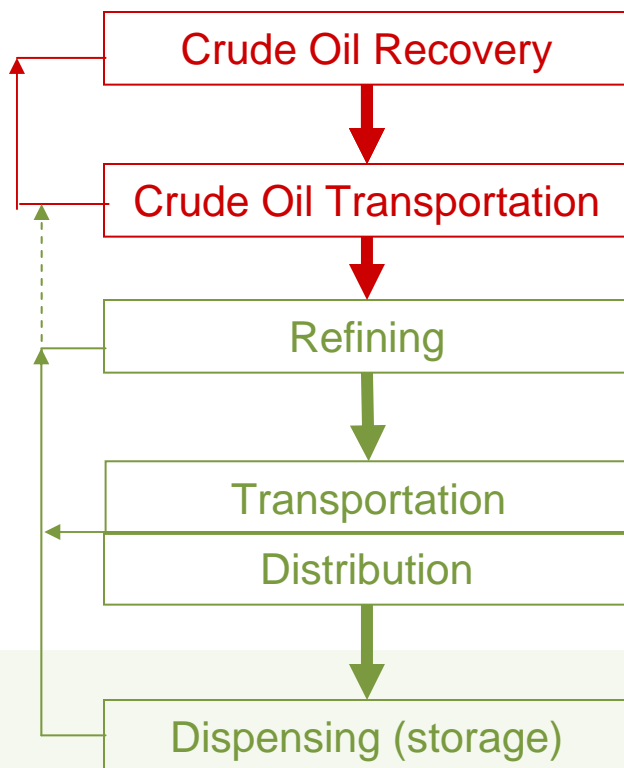 Crude Oil Recovery
Crude Oil Transportation
Refining
Transportation
Distribution
Dispensing (storage)